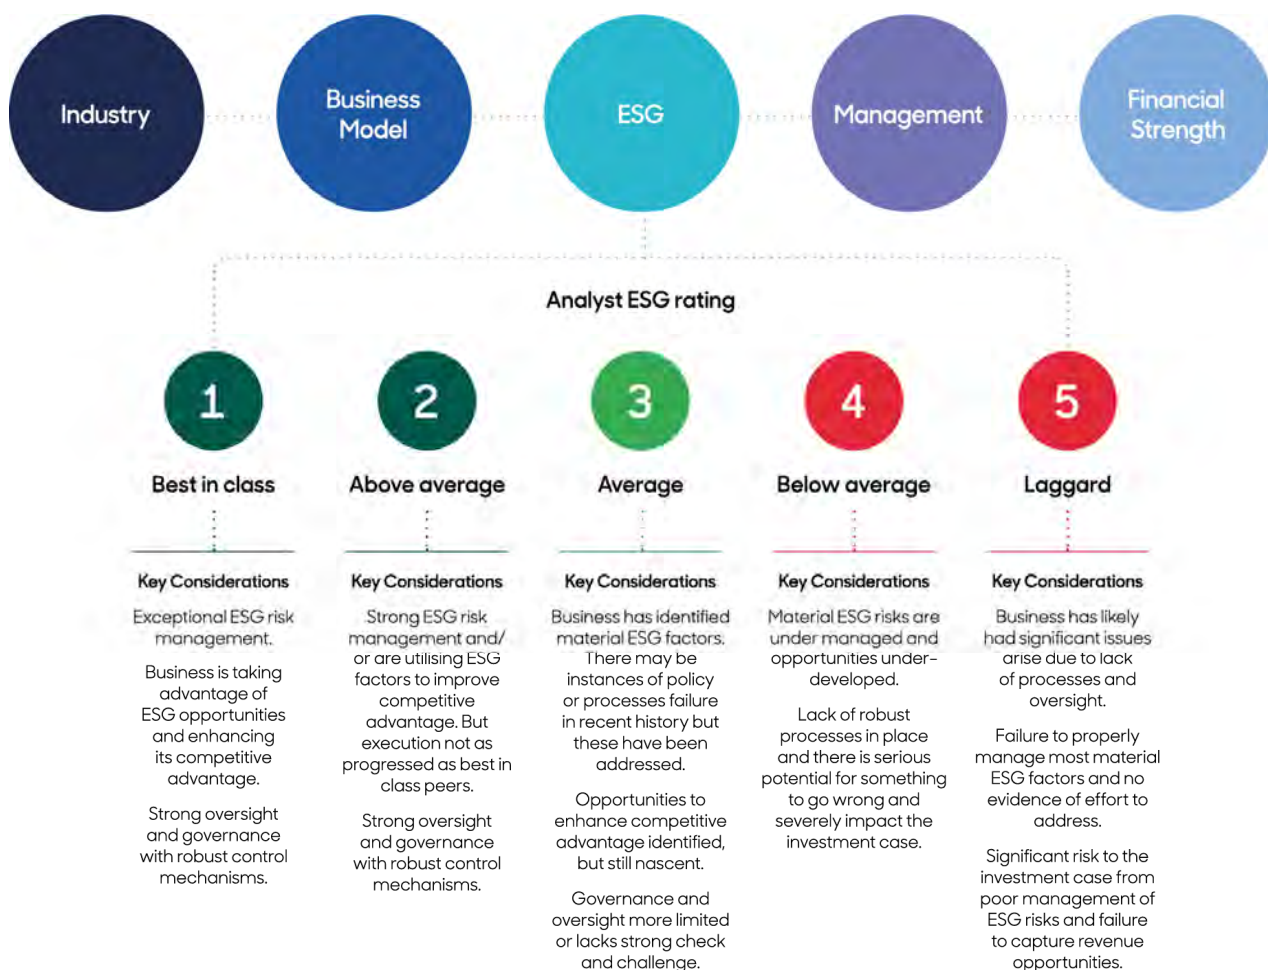 Industry
Business
Model
ESG
Management
Financial
Strength
Analyst ESG rating
1
Best in class
Key Considerations
Exceptional ESG risk
management.
Business is taking
advantage of
ESG opportunities
and enhancing
its competitive
advantage.
Strong oversight
and governance
with robust control
mechanisms.
2
Above average
Key Considerations
Strong ESG risk
management and/
or are utilising ESG
factors to improve
competitive
advantage. But
execution not as
progressed as best in
class peers.
Strong oversight
and governance
with robust control
mechanisms.
3
Average
Key Considerations
Business has identified
material ESG factors.
There may be
instances of policy
or processes failure
in recent history but
these have been
addressed.
Opportunities to
enhance competitive
advantage identified,
but still nascent.
Governance and
oversight more limited
or lacks strong check
and challenge.
4
Below average
Key Considerations
Material ESG risks are
under managed and
opportunities under-
developed.
Lack of robust
processes in place
and there is serious
potential for something
to go wrong and
severely impact the
investment case.
5
Laggard
Key Considerations
Business has likely
had significant issues
arise due to lack
of processes and
oversight.
Failure to properly
manage most material
ESG factors and no
evidence of effort to
address.
Significant risk to the
investment case from
poor management of
ESG risks and failure
to capture revenue
opportunities.